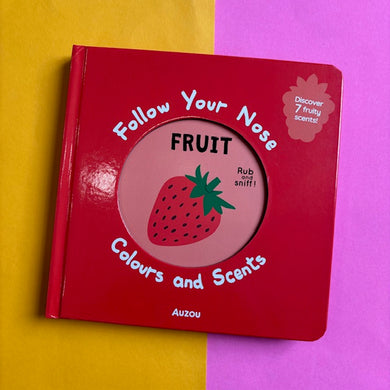 Follow Your Nose
FRUIT
Rub
and
sniff!
Colours and Scents
Discover
7 fruity
scents!
AUZOU